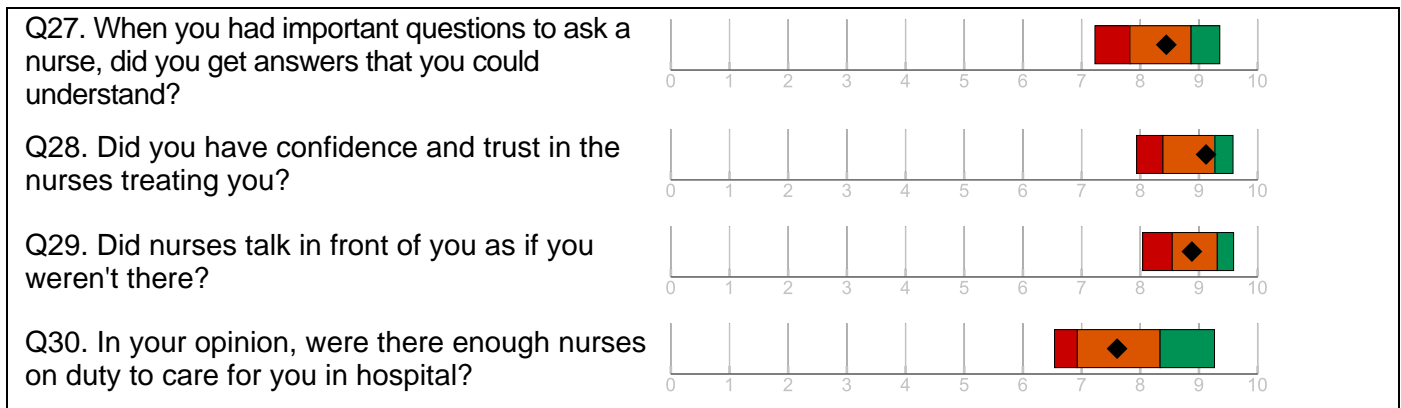 Q27. When you had important questions to ask a
nurse, did you get answers that you could
understand?
0 1 2 3 4 5 6 7 8 9 10
Q28. Did you have confidence and trust in the
nurses treating you?
0 1 2 3 4 5 6 7 8 9 10
Q29. Did nurses talk in front of you as if you
weren't there?
0 1 2 3 4 5 6 7 8 9 10
Q30. In your opinion, were there enough nurses
on duty to care for you in hospital?
0 1 2 3 4 5 6 7 8 9 10